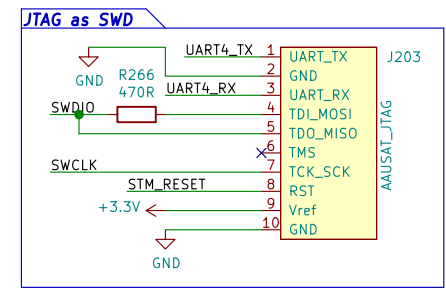 JTAG as SWD
UART4_TX 1 UART_TX J203
GND 2 GND
R266
470R
UART4_RX 3 UART_RX
SWDIO 4 TDI_MOSI
5 TDO_MISO
6 TMS
SWCLK 7 TCK_SCK
STM_RESET 8 RST
+3.3V 9 Vref
10 GND
GND
AAUSAT_JTAG